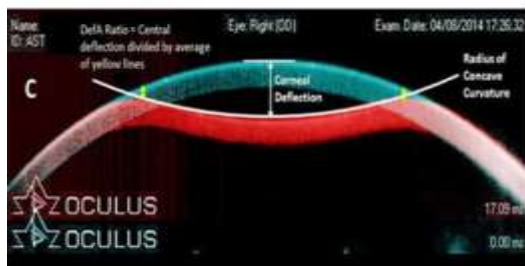 Name:
ID: AST
DefA Ratio = Central
deflection divided by average
of yellow lines
Eye: Right (OD)
Exam. Date: 04/08/2014 17:26:32
C
Corneal
Deflection
Radius of
Concave
Curvature
OCULUS
17.09 ms
OCULUS
0.00 ms